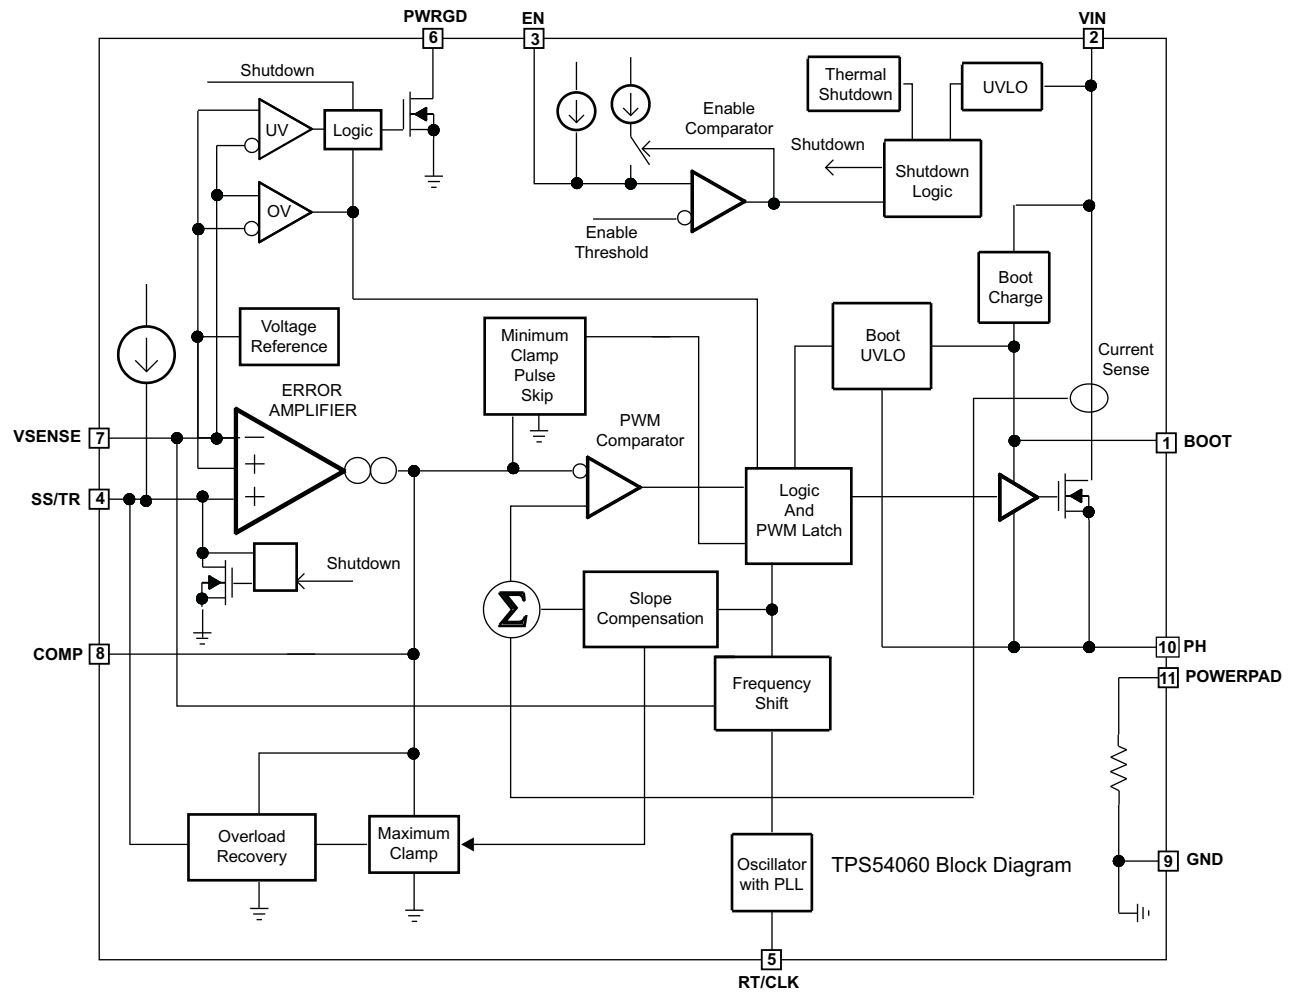 PWRGD
EN
VIN
6
3
2
Shutdown
Thermal
Shutdown
UVLO
UV
Logic
Enable
Comparator
Shutdown
Shutdown
Logic
OV
Enable
Threshold
Boot
Charge
Voltage
Reference
Minimum
Clamp
Pulse
Skip
Boot
UVLO
Current
Sense
ERROR
AMPLIFIER
PWM
Comparator
VSENSE
7
−
+
+
1
BOOT
SS/TR
4
Logic
And
PWM Latch
Shutdown
Σ
Slope
Compensation
COMP
8
10
PH
11
POWERPAD
Frequency
Shift
Overload
Recovery
Maximum
Clamp
Oscillator
with PLL
TPS54060 Block Diagram
9
GND
5
RT/CLK